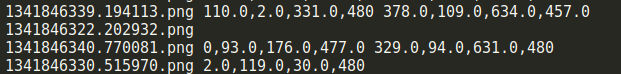 1341846339.194113.png 110.0,2.0,331.0,480 378.0,109.0,634.0,457.0
1341846322.202932.png
1341846340.770081.png 0,93.0,176.0,477.0 329.0,94.0,631.0,480
1341846330.515970.png 2.0,119.0,30.0,480